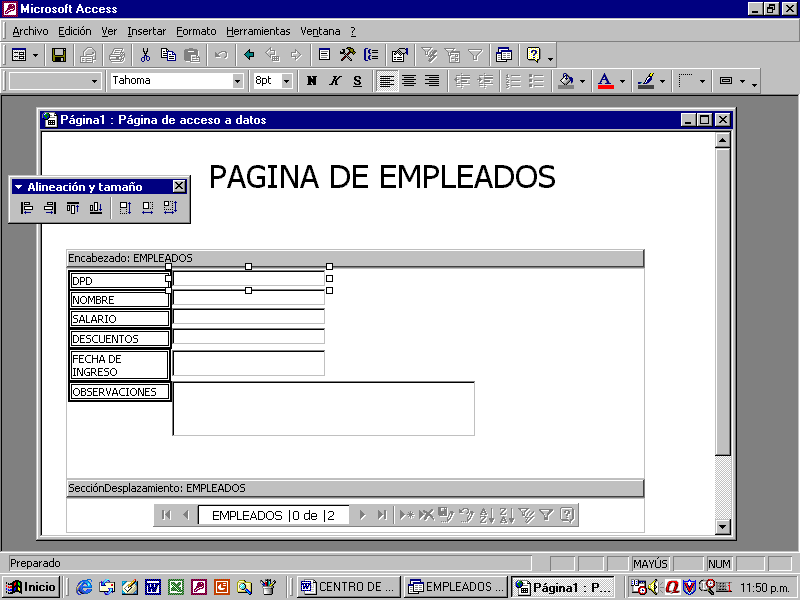 Microsoft Access
Archivo Edición Ver Insertar Formato Herramientas Ventana ?
Tahoma 8pt N K S
Página1 : Página de acceso a datos
PAGINA DE EMPLEADOS
Alineación y tamaño
Encabezado: EMPLEADOS
DPD
NOMBRE
SALARIO
DESCUENTOS
FECHA DE
INGRESO
OBSERVACIONES
SecciónDesplazamiento: EMPLEADOS
EMPLEADOS |0 de |2
Preparado MAYÚS NUM
Inicio CENTRO DE ... EMPLEADOS ... Página1 : P... 11:50 p.m.